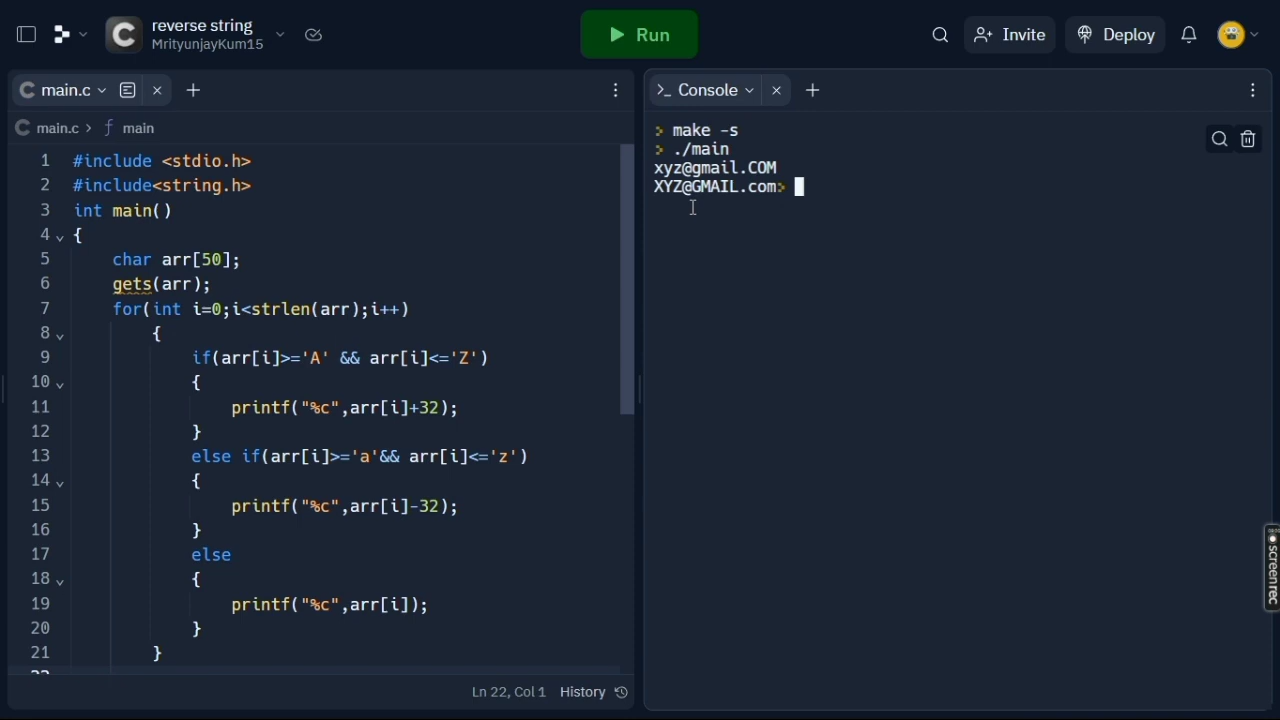 reverse string
MrityunjayKum15
Run
Invite
Deploy
main.c
Console
main.c > main
1 #include <stdio.h>
2 #include<string.h>
3 int main()
4 {
5 char arr[50];
6 gets(arr);
7 for(int i=0;i<strlen(arr);i++)
8 {
9 if(arr[i]>='A' && arr[i]<='Z')
10 {
11 printf("%c",arr[i]+32);
12 }
13 else if(arr[i]>='a'&& arr[i]<='z')
14 {
15 printf("%c",arr[i]-32);
16 }
17 else
18 {
19 printf("%c",arr[i]);
20 }
21 }
Ln 22, Col 1 History
> make -s
> ./main
xyz@gmail.COM
XYZ@GMAIL.com>
screenrec